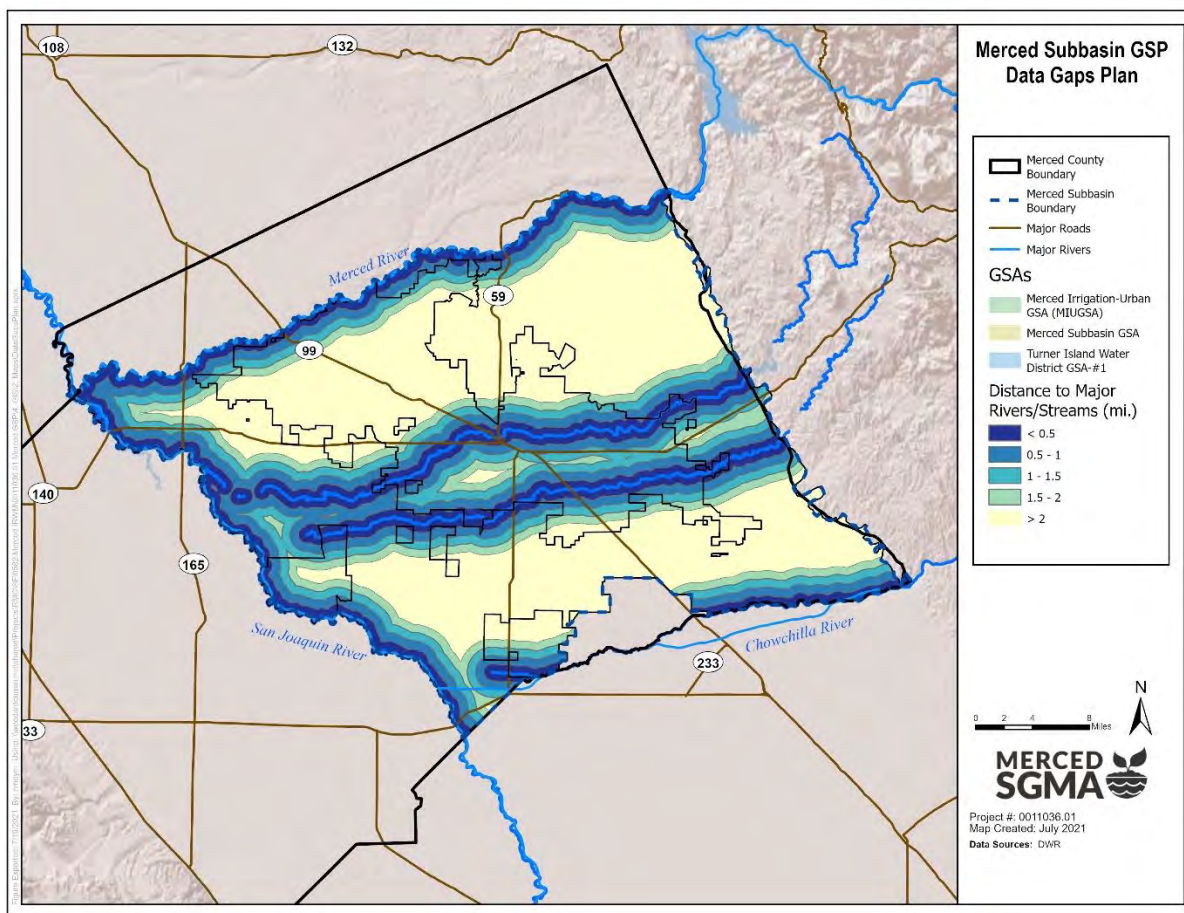 108
132
Merced River
59
99
140
165
San Joaquin River
Chowchilla River
233
33
Merced Subbasin GSP
Data Gaps Plan
Merced County
Boundary
Merced Subbasin
Boundary
Major Roads
Major Rivers
GSAs
Merced Irrigation-Urban
GSA (MIUGSA)
Merced Subbasin GSA
Turner Island Water
District GSA-#1
Distance to Major
Rivers/Streams (mi.)
< 0.5
0.5 - 1
1 - 1.5
1.5 - 2
> 2
N
0 2 4 8
Miles
MERCED
SGMA
Project #: 0011036.01
Map Created: July 2021
Data Sources: DWR